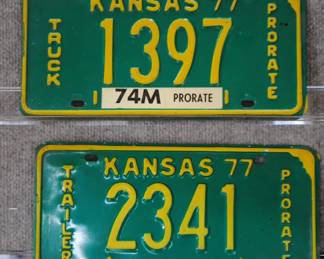 KANSAS 77
TRUCK
1397
PRORATE
74M PRORATE
KANSAS 77
TRAILER
2341
PRORATE